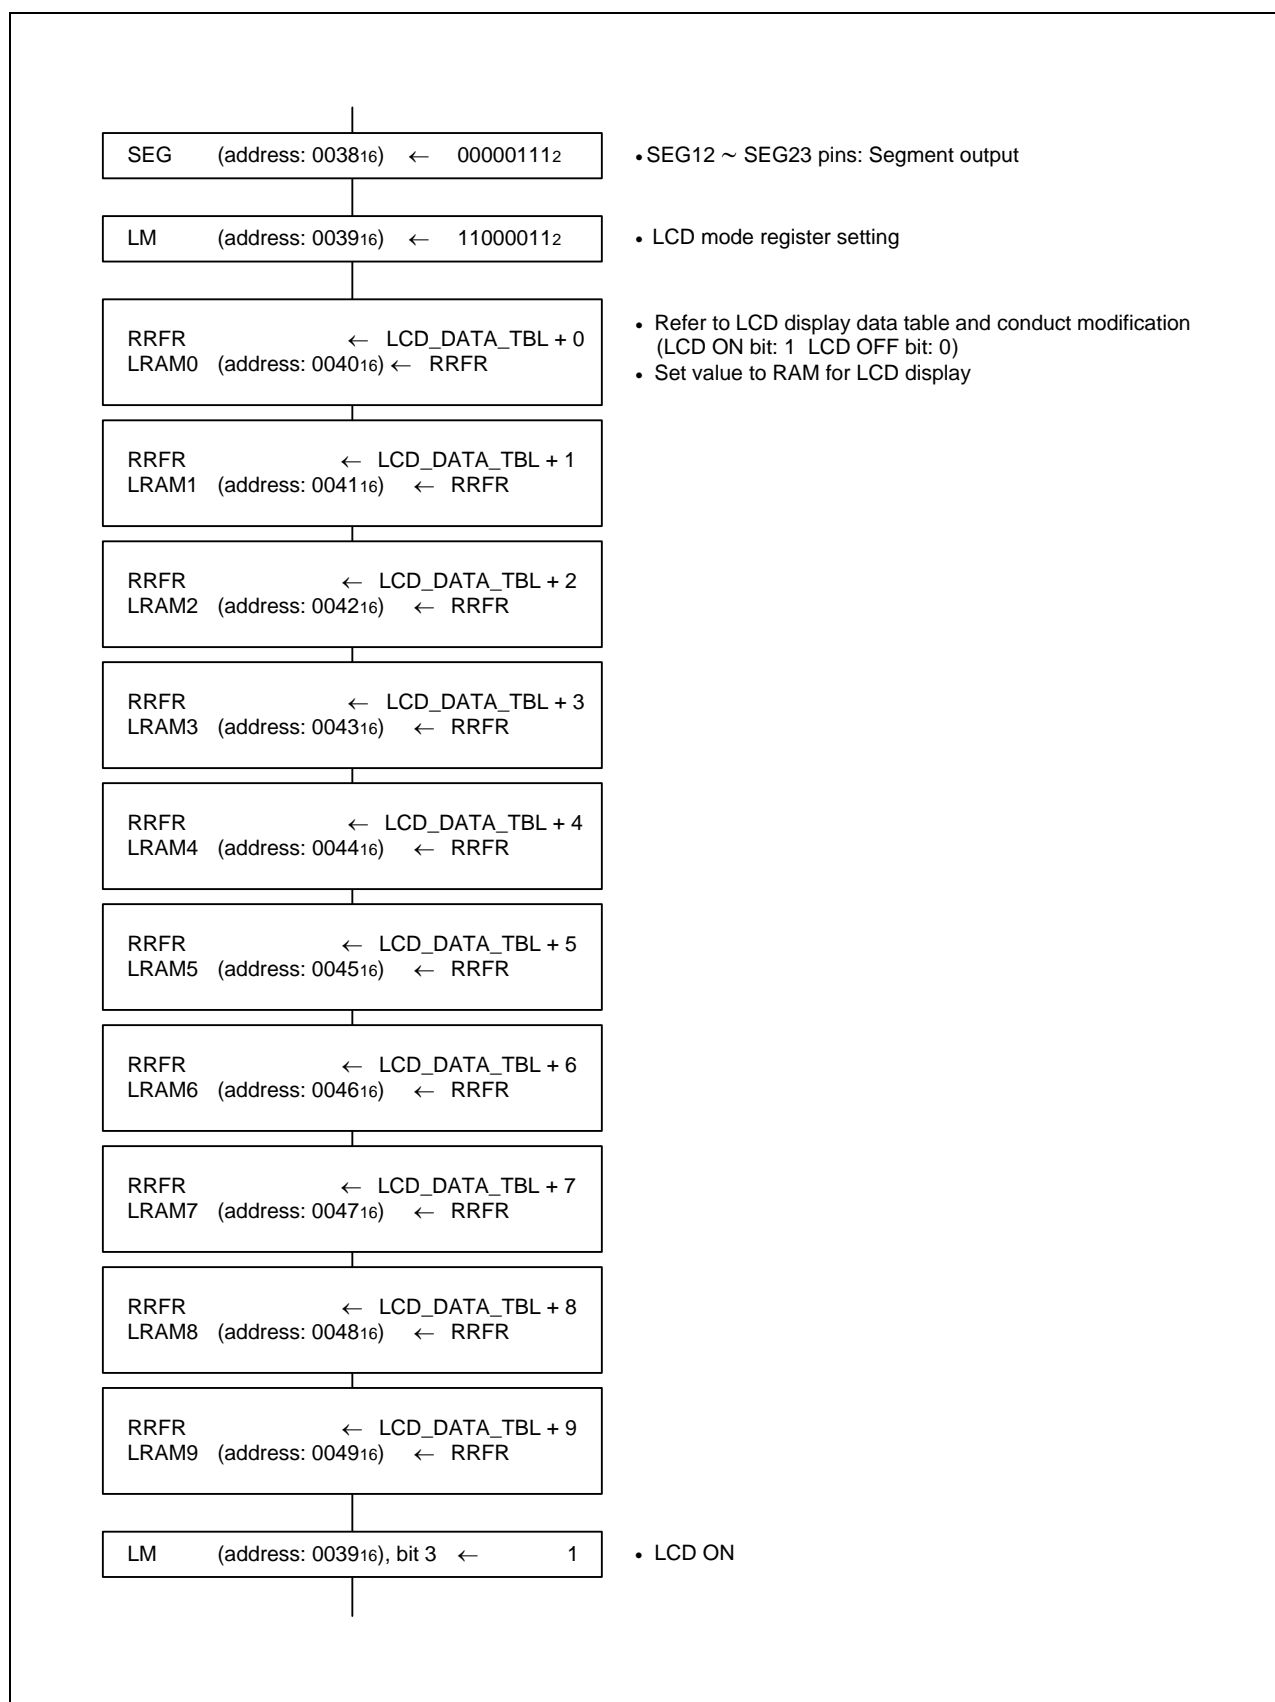 SEG (address: 003816) ← 000001112 • SEG12 ~ SEG23 pins: Segment output
LM (address: 003916) ← 110000112 • LCD mode register setting
RRFR ← LCD_DATA_TBL + 0 • Refer to LCD display data table and conduct modification
(LCD ON bit: 1 LCD OFF bit: 0)
LRAM0 (address: 004016) ← RRFR • Set value to RAM for LCD display
RRFR ← LCD_DATA_TBL + 1
LRAM1 (address: 004116) ← RRFR
RRFR ← LCD_DATA_TBL + 2
LRAM2 (address: 004216) ← RRFR
RRFR ← LCD_DATA_TBL + 3
LRAM3 (address: 004316) ← RRFR
RRFR ← LCD_DATA_TBL + 4
LRAM4 (address: 004416) ← RRFR
RRFR ← LCD_DATA_TBL + 5
LRAM5 (address: 004516) ← RRFR
RRFR ← LCD_DATA_TBL + 6
LRAM6 (address: 004616) ← RRFR
RRFR ← LCD_DATA_TBL + 7
LRAM7 (address: 004716) ← RRFR
RRFR ← LCD_DATA_TBL + 8
LRAM8 (address: 004816) ← RRFR
RRFR ← LCD_DATA_TBL + 9
LRAM9 (address: 004916) ← RRFR
LM (address: 003916), bit 3 ← 1 • LCD ON